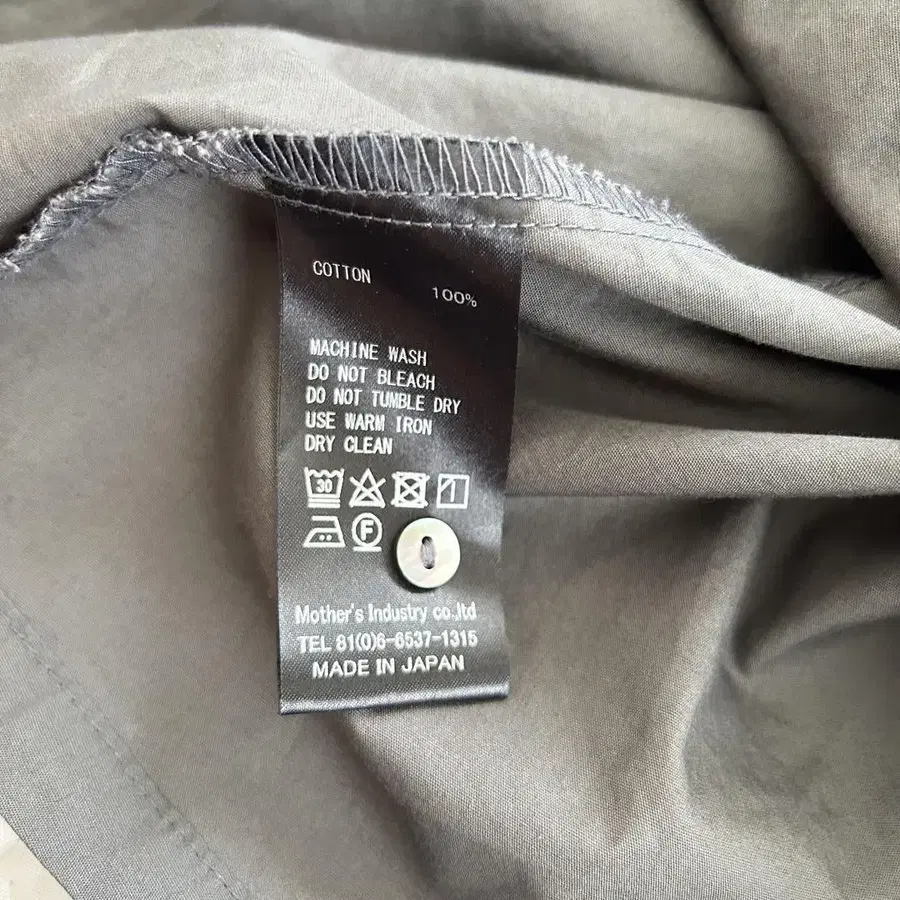 COTTON
100%
MACHINE WASH
DO NOT BLEACH
DO NOT TUMBLE DRY
USE WARM IRON
DRY CLEAN
30
F
Mother's Industry co.,ltd
TEL 81(0)6-6537-1315
MADE IN JAPAN